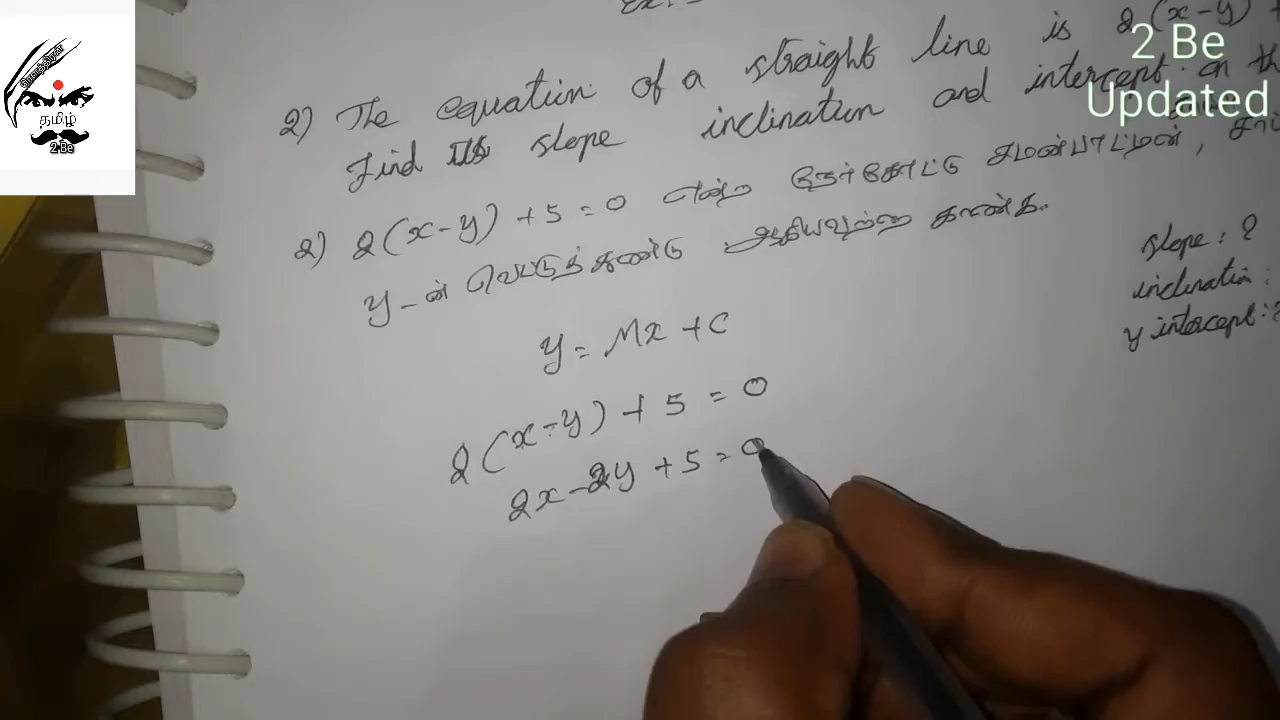 2 Be
Updated
தமிழ்
2 Be
2) The equation of a straight line is 2(x-y) +
Find its slope inclination and intercept on th
2) 2(x-y) +5=0 என்ற நேர்கோட்டு சமன்பாட்டின், சாய்
y-ன் வெட்டுத்துண்டு ஆகியவற்றை காண்க.
slope: ?
inclination:
y intercept: ?
y = Mx + C
2(x-y) + 5 = 0
2x-2y +5=0